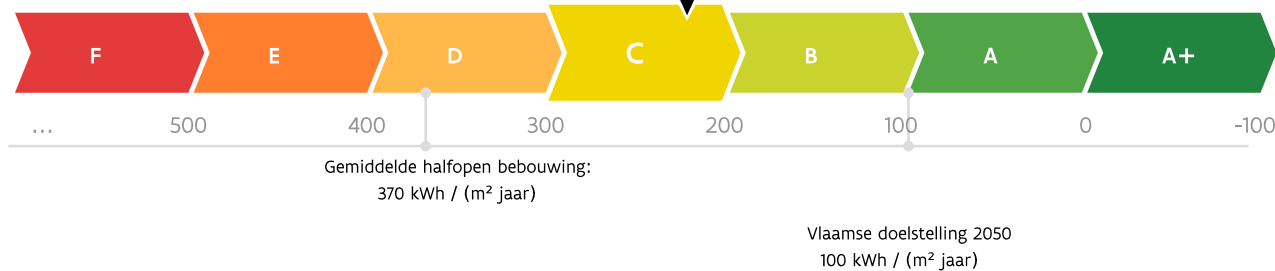 F E D C B A A+
... 500 400 300 200 100 0 -100
Gemiddelde halfopen bebouwing:
370 kWh / (m² jaar)
Vlaamse doelstelling 2050
100 kWh / (m² jaar)